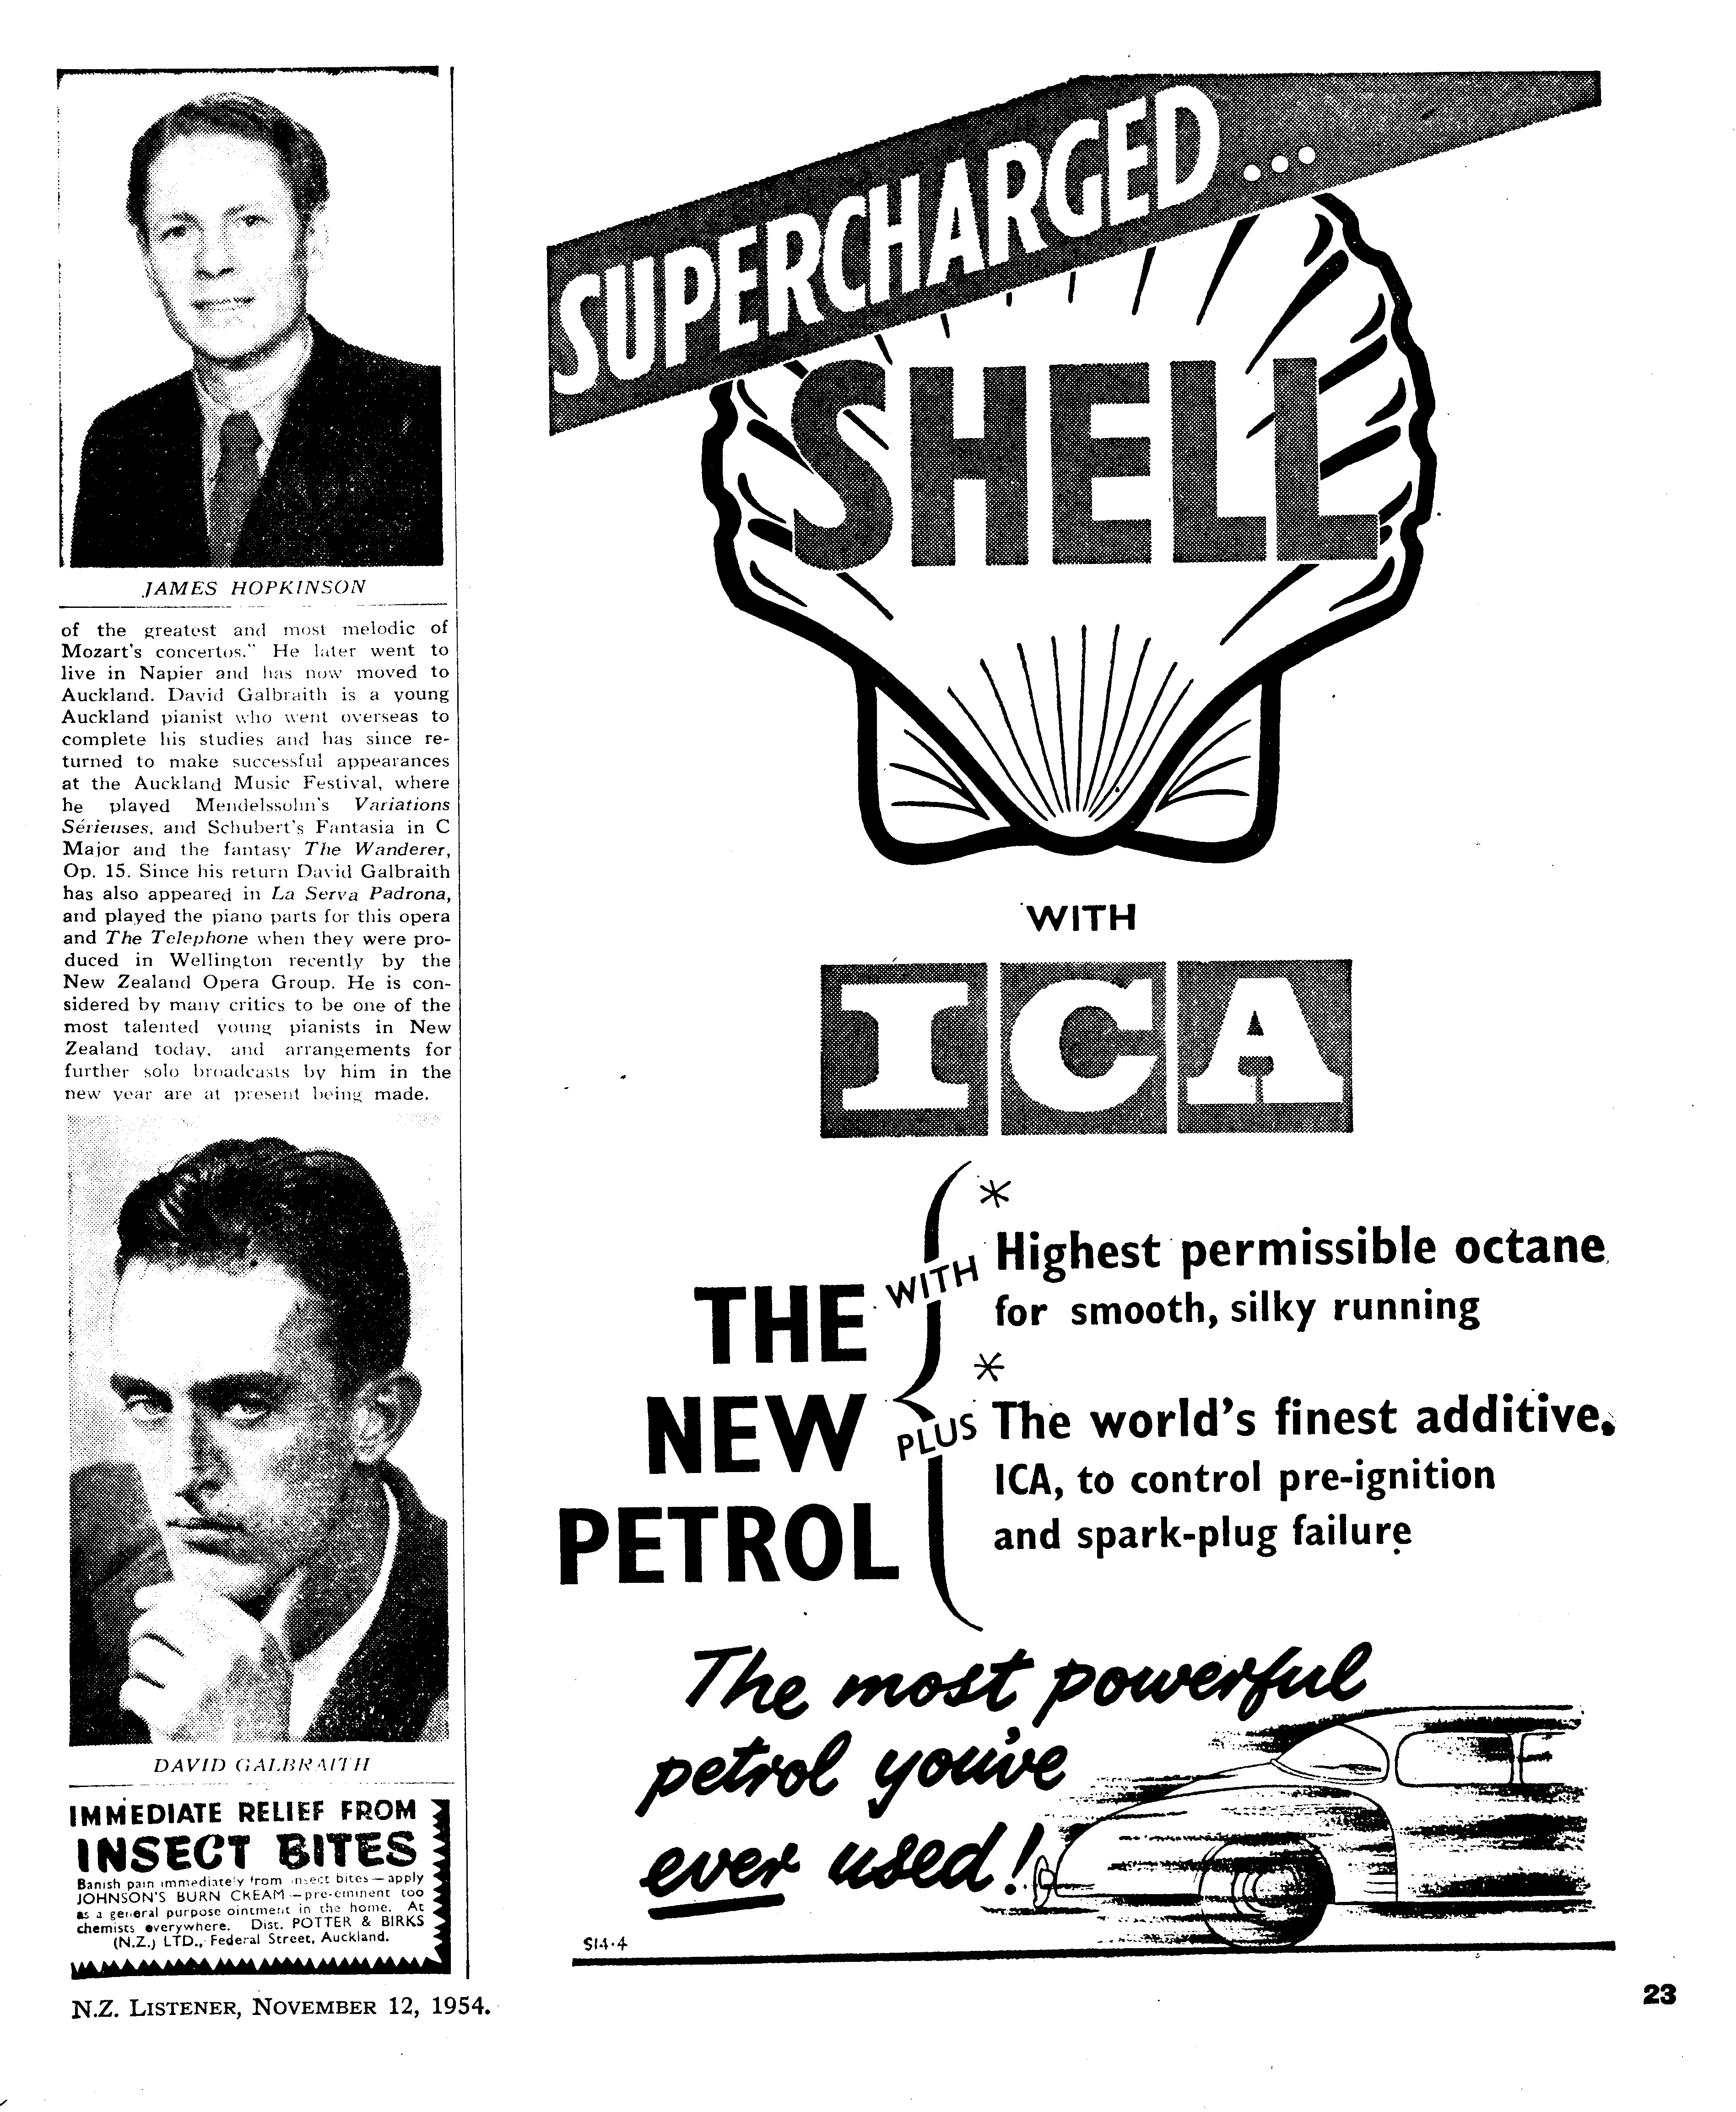 JAMES HOPKINSON
of the greatest and most melodic of
Mozart's concertos." He later went to
live in Napier and has now moved to
Auckland. David Galbraith is a young
Auckland pianist who went overseas to
complete his studies and has since re-
turned to make successful appearances
at the Auckland Music Festival, where
he played Mendelssohn's Variations
Sérieuses, and Schubert's Fantasia in C
Major and the fantasy The Wanderer,
Op. 15. Since his return David Galbraith
has also appeared in La Serva Padrona,
and played the piano parts for this opera
and The Telephone when they were pro-
duced in Wellington recently by the
New Zealand Opera Group. He is con-
sidered by many critics to be one of the
most talented young pianists in New
Zealand today, and arrangements for
further solo broadcasts by him in the
new year are at present being made.
DAVID GALBRAITH
IMMEDIATE RELIEF FROM
INSECT BITES
Banish pain immediately from insect bites—apply
JOHNSON'S BURN CREAM—pre-eminent too
as a general purpose ointment in the home. At
chemists everywhere. Dist. POTTER & BIRKS
(N.Z.) LTD., Federal Street, Auckland.
SUPERCHARGED...
SHELL
WITH
ICA
THE
NEW
PETROL
WITH
* Highest permissible octane
for smooth, silky running
PLUS
* The world's finest additive,
ICA, to control pre-ignition
and spark-plug failure
The most powerful
petrol you've
ever used!
S14·4
N.Z. LISTENER, NOVEMBER 12, 1954.
23